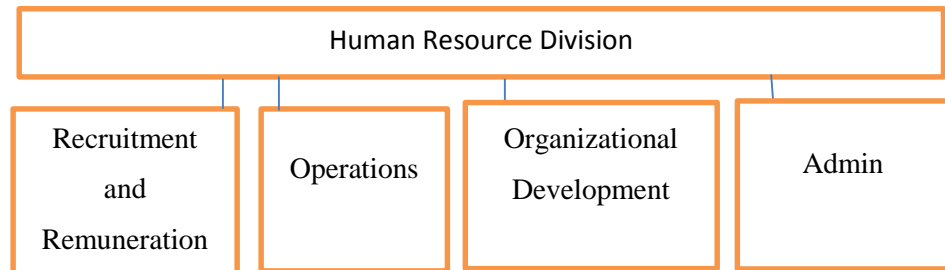 Human Resource Division
Recruitment
and
Remuneration
Operations
Organizational
Development
Admin